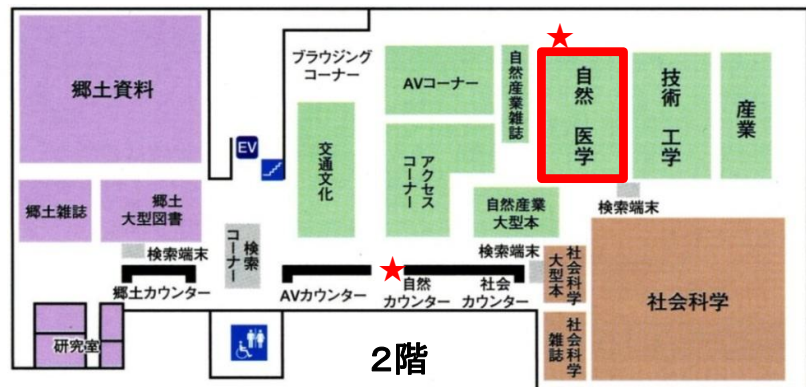 郷土資料
ブラウジング
コーナー
AVコーナー
自然産業雑誌
自然 医学
技術 工学
産業
EV
交通文化
アクセス
コーナー
郷土雑誌
郷土
大型図書
自然産業
大型本
検索端末
検索
コーナー
検索端末
検索端末
郷土カウンター
AVカウンター
自然
カウンター
社会
カウンター
社会科学
大型本
社会科学
社会科学
雑誌
研究室
2階